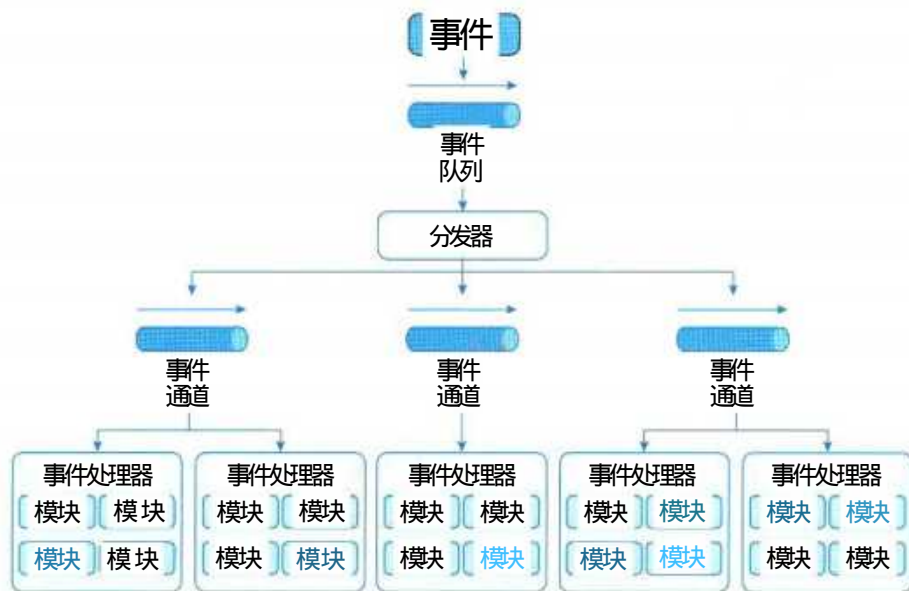 事件
事件
队列
分发器
事件
通道
事件
通道
事件
通道
事件处理器
模块 模块
模块 模块
事件处理器
模块 模块
模块 模块
事件处理器
模块 模块
模块 模块
事件处理器
模块 模块
模块 模块
事件处理器
模块 模块
模块 模块